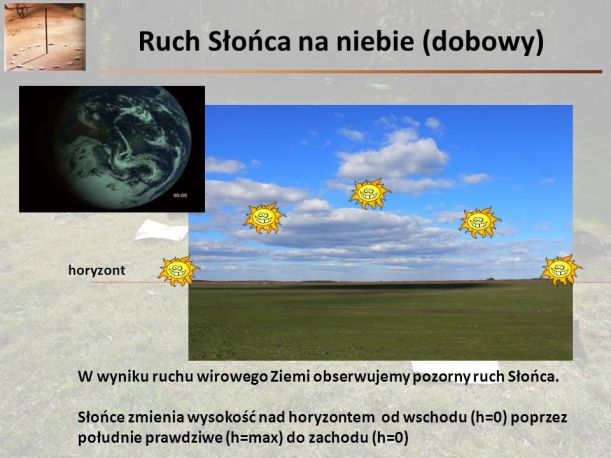 Ruch Słońca na niebie (dobowy)
00:00
horyzont
W wyniku ruchu wirowego Ziemi obserwujemy pozorny ruch Słońca.
Słońce zmienia wysokość nad horyzontem od wschodu (h=0) poprzez
południe prawdziwe (h=max) do zachodu (h=0)